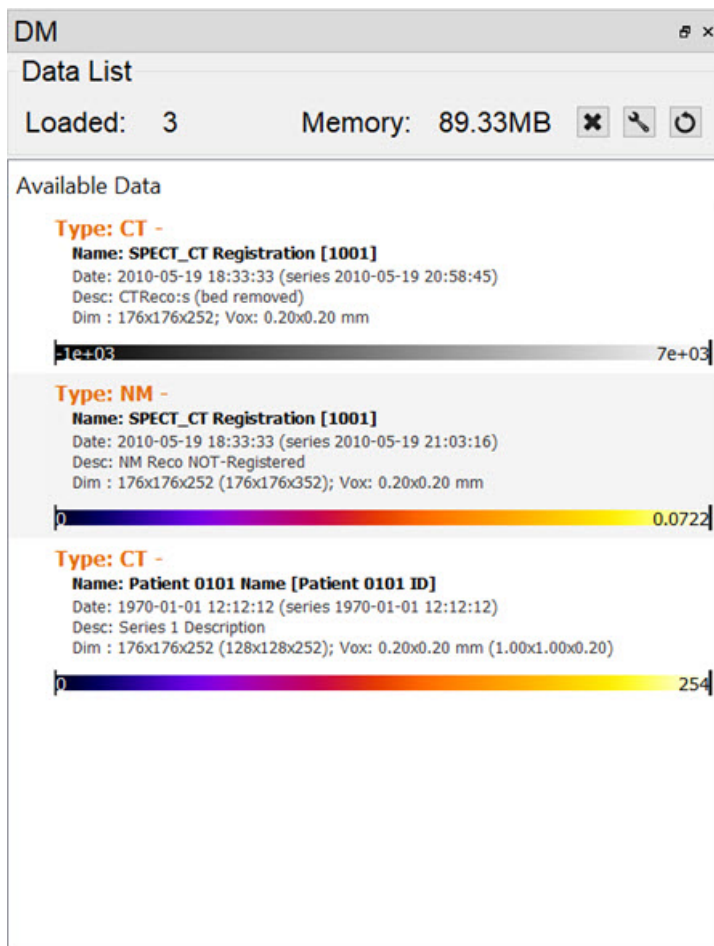 DM
Data List
Loaded: 3 Memory: 89.33MB
Available Data
Type: CT -
Name: SPECT_CT Registration [1001]
Date: 2010-05-19 18:33:33 (series 2010-05-19 20:58:45)
Desc: CTReco:s (bed removed)
Dim : 176x176x252; Vox: 0.20x0.20 mm
-1e+03 7e+03
Type: NM -
Name: SPECT_CT Registration [1001]
Date: 2010-05-19 18:33:33 (series 2010-05-19 21:03:16)
Desc: NM Reco NOT-Registered
Dim : 176x176x252 (176x176x352); Vox: 0.20x0.20 mm
0 0.0722
Type: CT -
Name: Patient 0101 Name [Patient 0101 ID]
Date: 1970-01-01 12:12:12 (series 1970-01-01 12:12:12)
Desc: Series 1 Description
Dim : 176x176x252 (128x128x252); Vox: 0.20x0.20 mm (1.00x1.00x0.20)
0 254